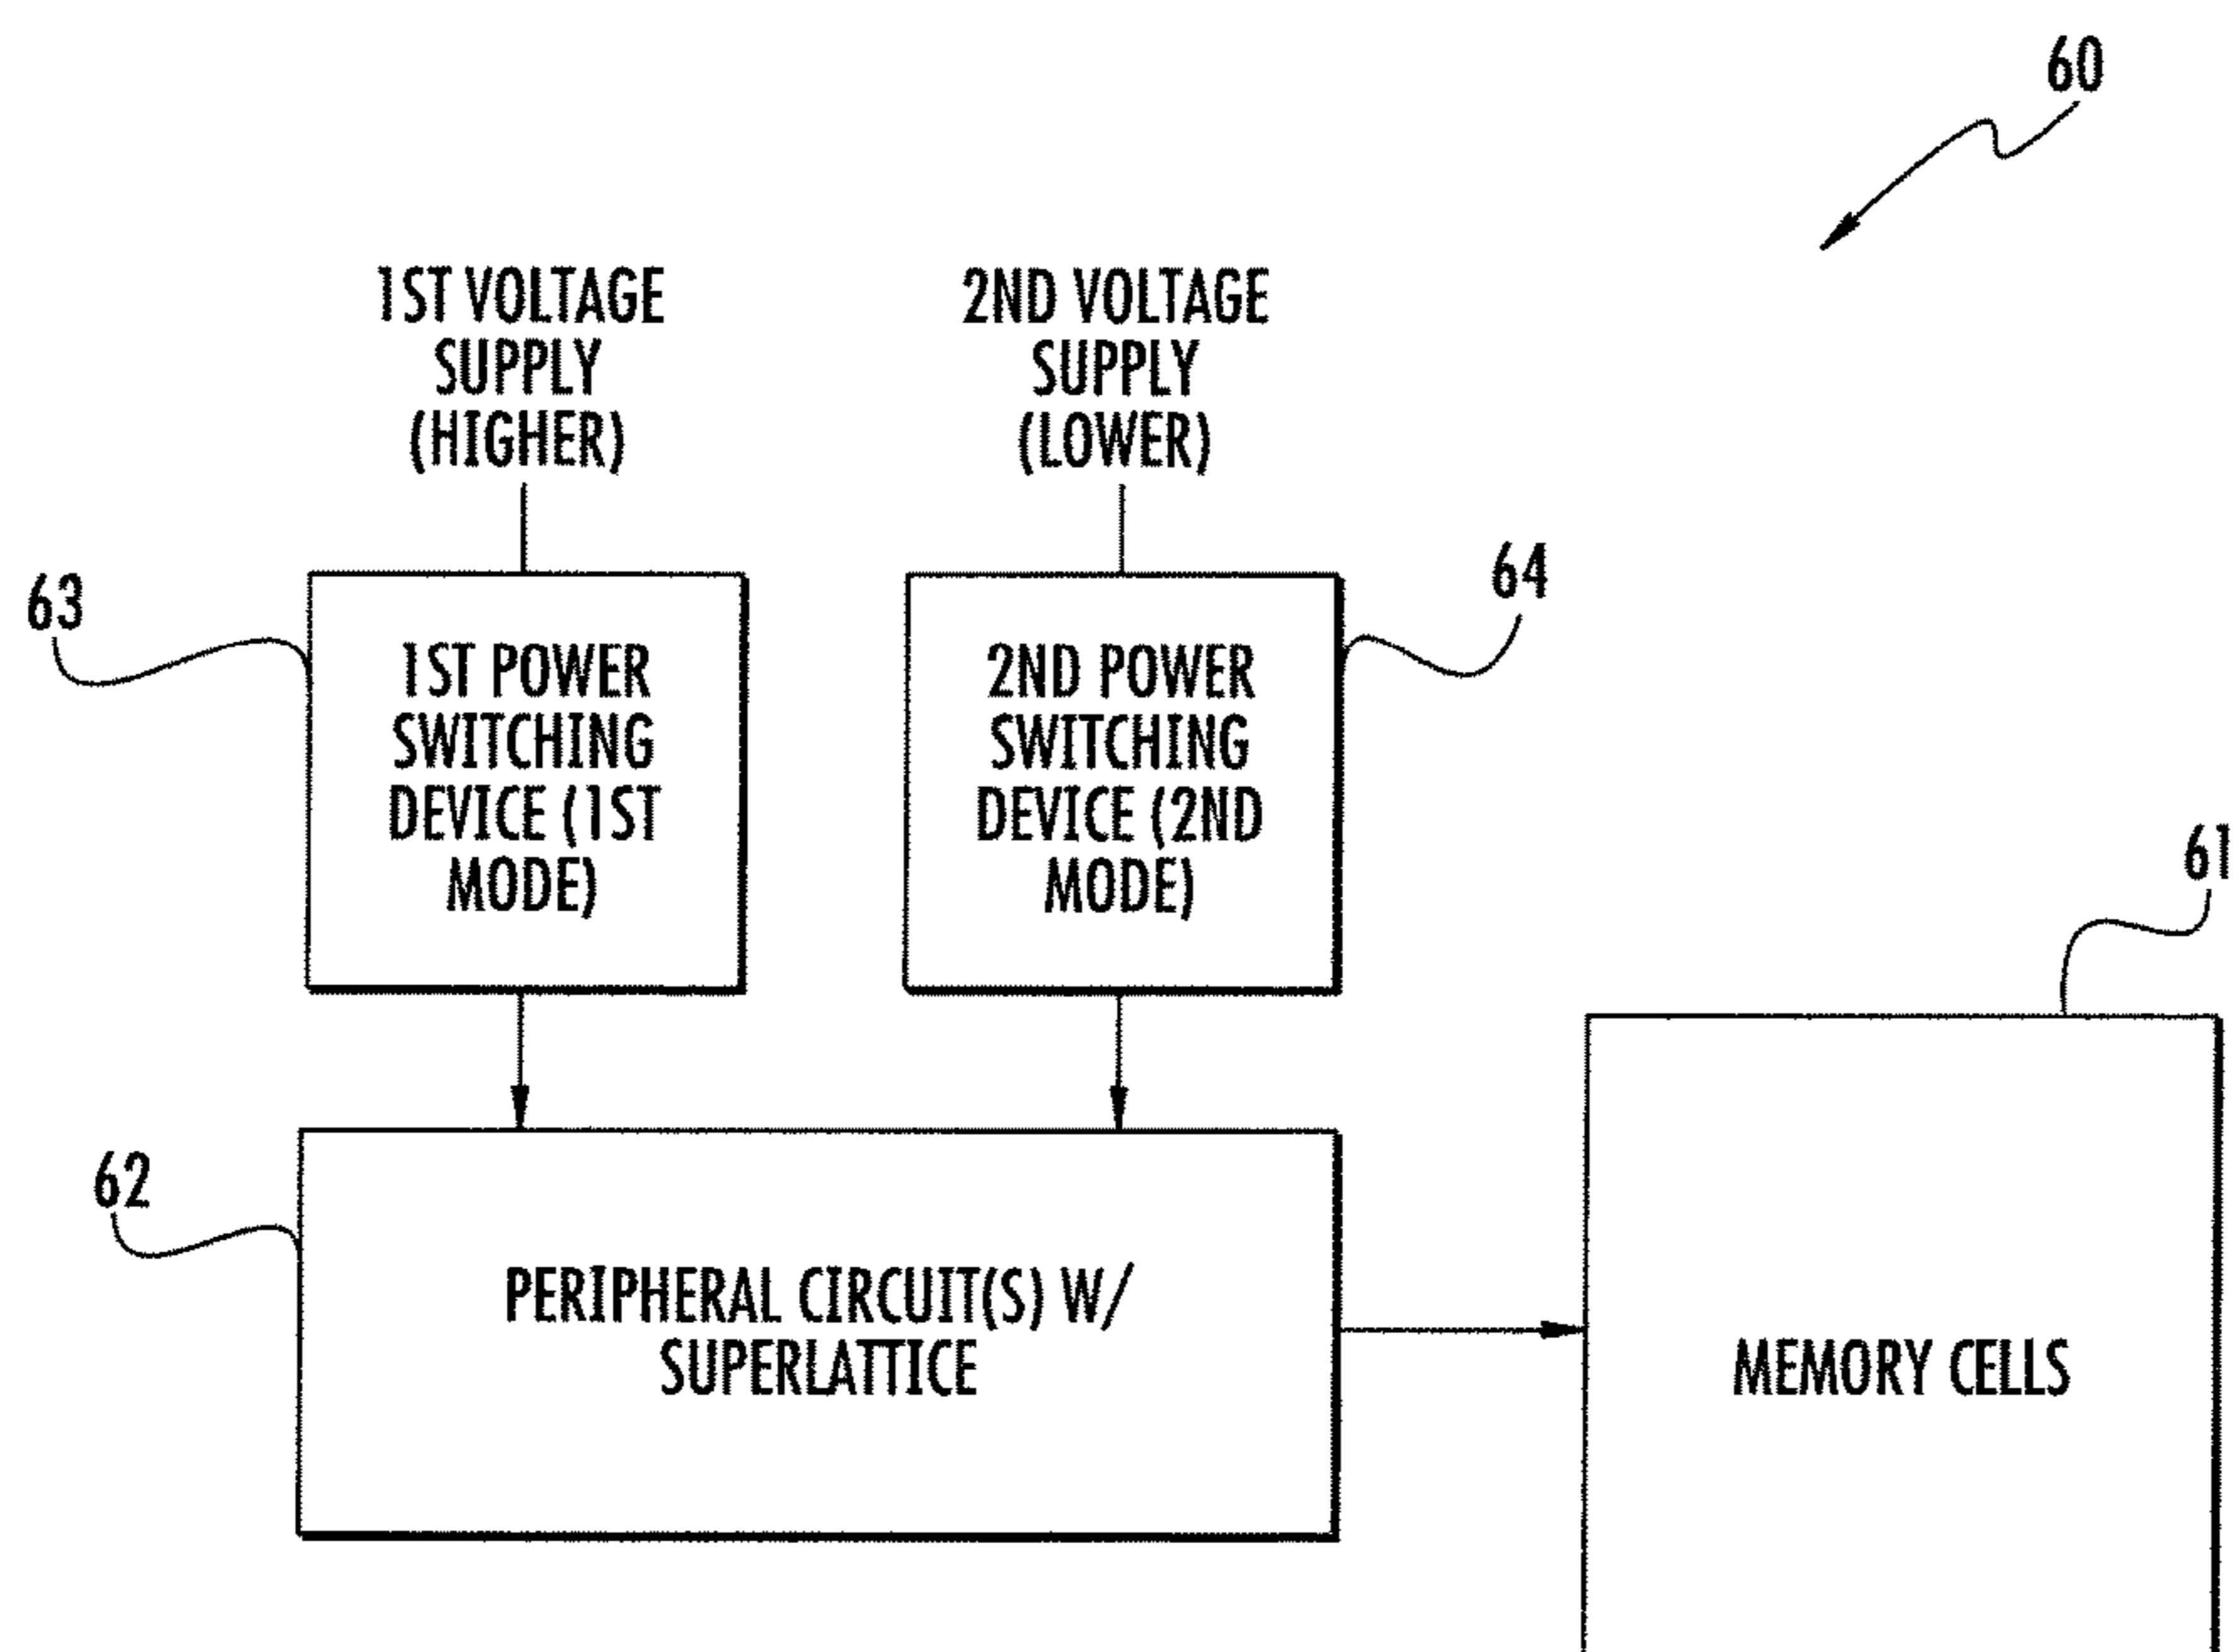 60
1ST VOLTAGE
SUPPLY
(HIGHER)
2ND VOLTAGE
SUPPLY
(LOWER)
63
1ST POWER
SWITCHING
DEVICE (1ST
MODE)
2ND POWER
SWITCHING
DEVICE (2ND
MODE)
64
61
62
PERIPHERAL CIRCUIT(S) W/
SUPERLATTICE
MEMORY CELLS